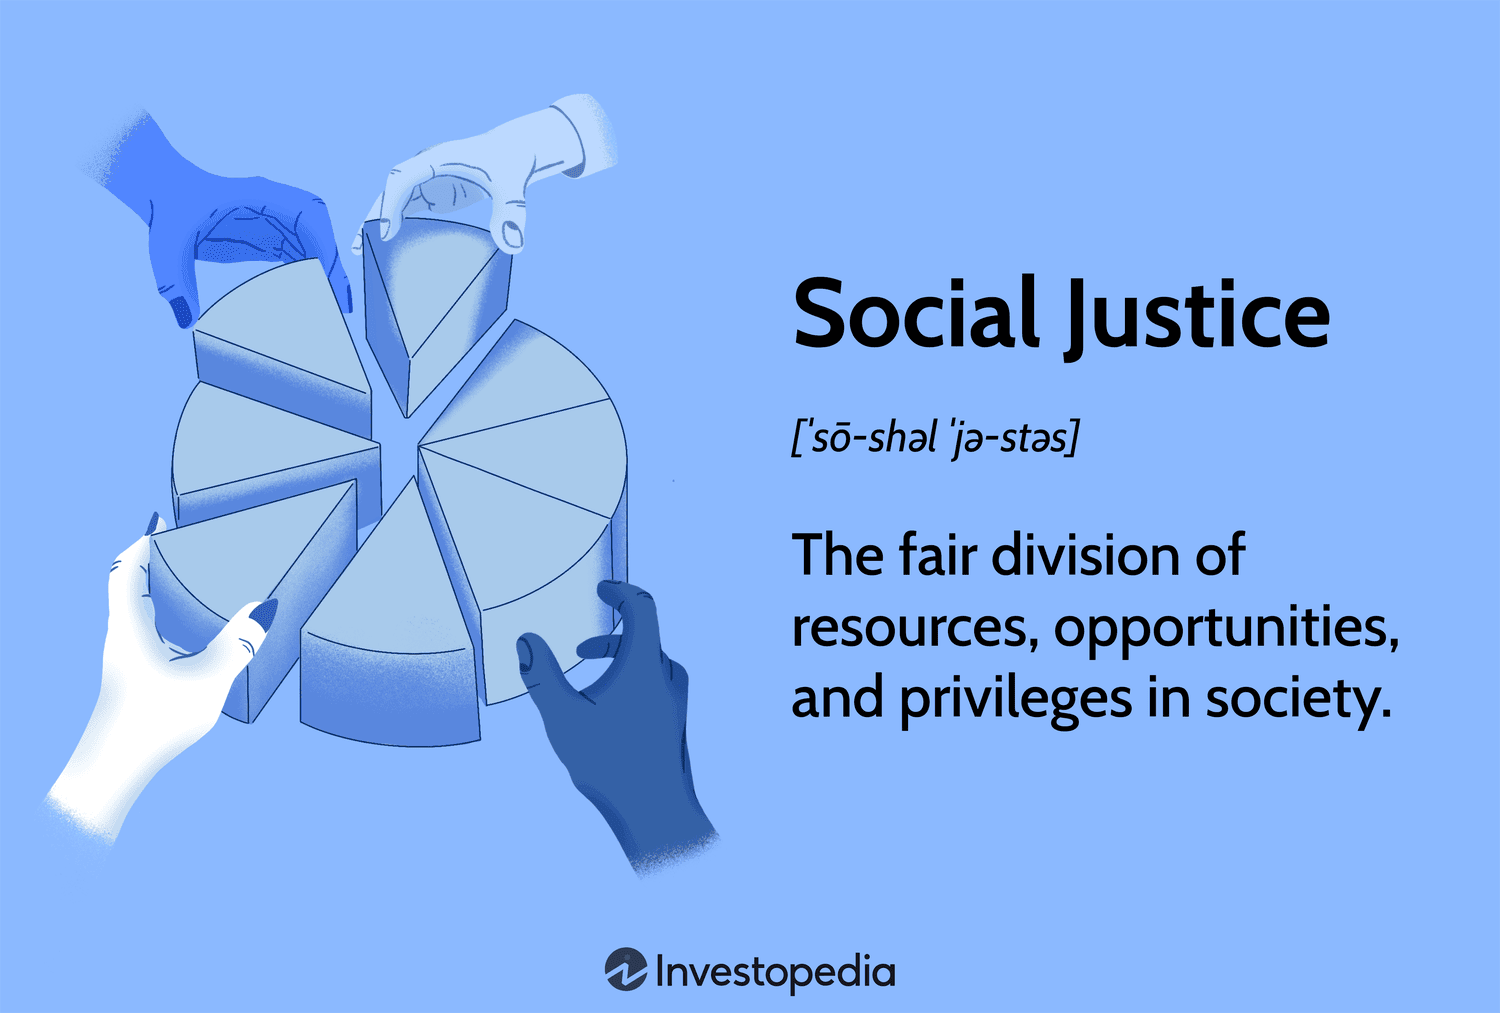 Social Justice
[ˈsō-shəl ˈjə-stəs]
The fair division of
resources, opportunities,
and privileges in society.
Investopedia